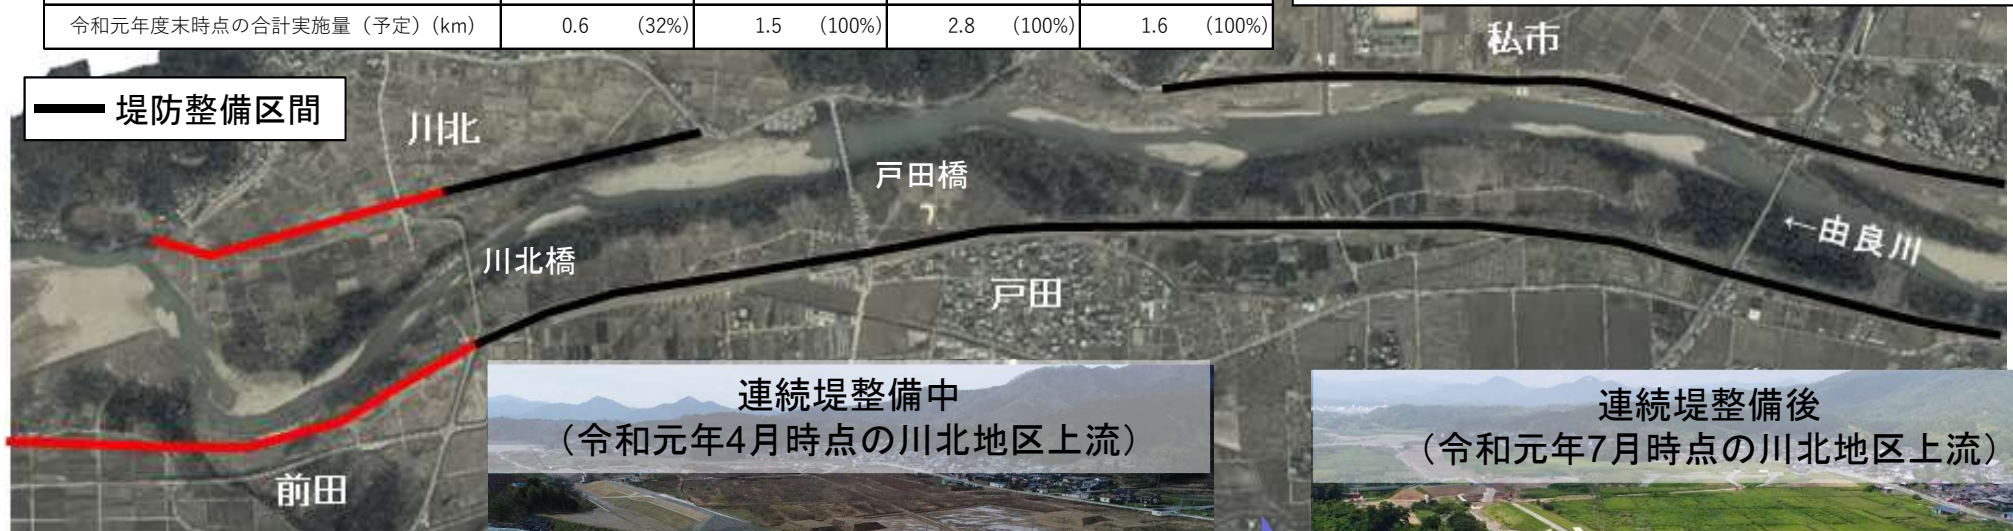 令和元年度末時点の合計実施量（予定）(km) 0.6 (32%) 1.5 (100%) 2.8 (100%) 1.6 (100%)
堤防整備区間
私市
川北
戸田橋
←由良川
川北橋
戸田
前田
連続堤整備中
（令和元年4月時点の川北地区上流）
連続堤整備後
（令和元年7月時点の川北地区上流）